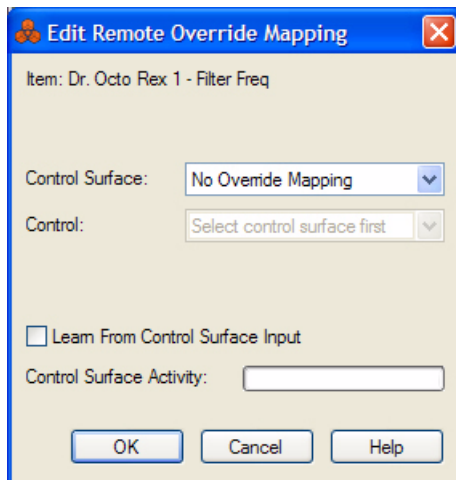 Edit Remote Override Mapping
Item: Dr. Octo Rex 1 - Filter Freq
Control Surface: No Override Mapping
Control: Select control surface first
Learn From Control Surface Input
Control Surface Activity:
OK Cancel Help